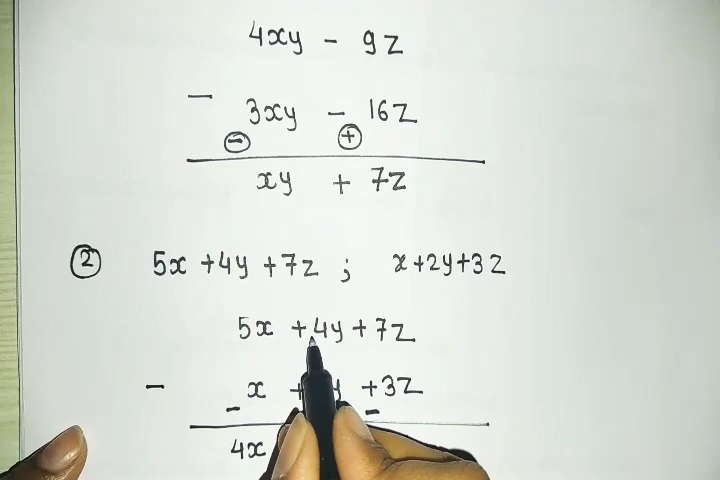 4xy - 9z
- 3xy - 16z
⊖ ⊕
xy + 7z
② 5x + 4y + 7z ; x + 2y + 3z
5x + 4y + 7z
- x + y + 3z
- -
4x